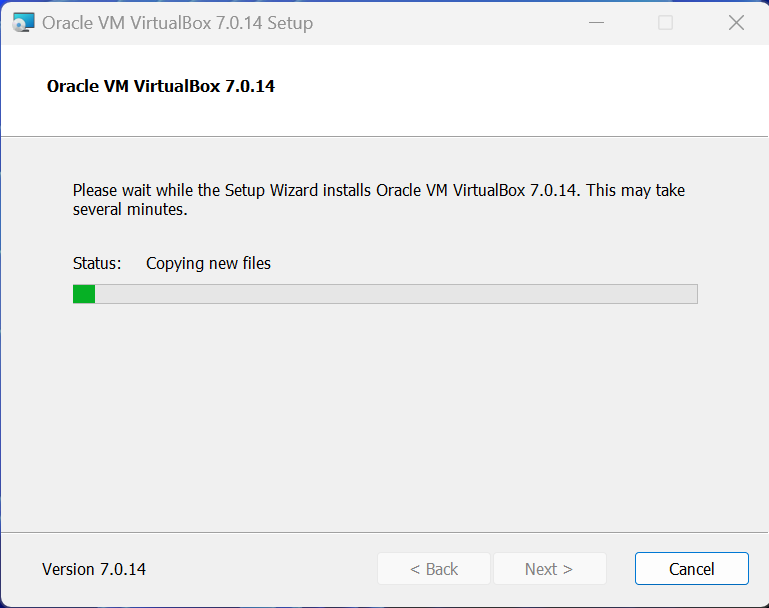 Oracle VM VirtualBox 7.0.14 Setup
Oracle VM VirtualBox 7.0.14
Please wait while the Setup Wizard installs Oracle VM VirtualBox 7.0.14. This may take
several minutes.
Status: Copying new files
Version 7.0.14 < Back Next > Cancel